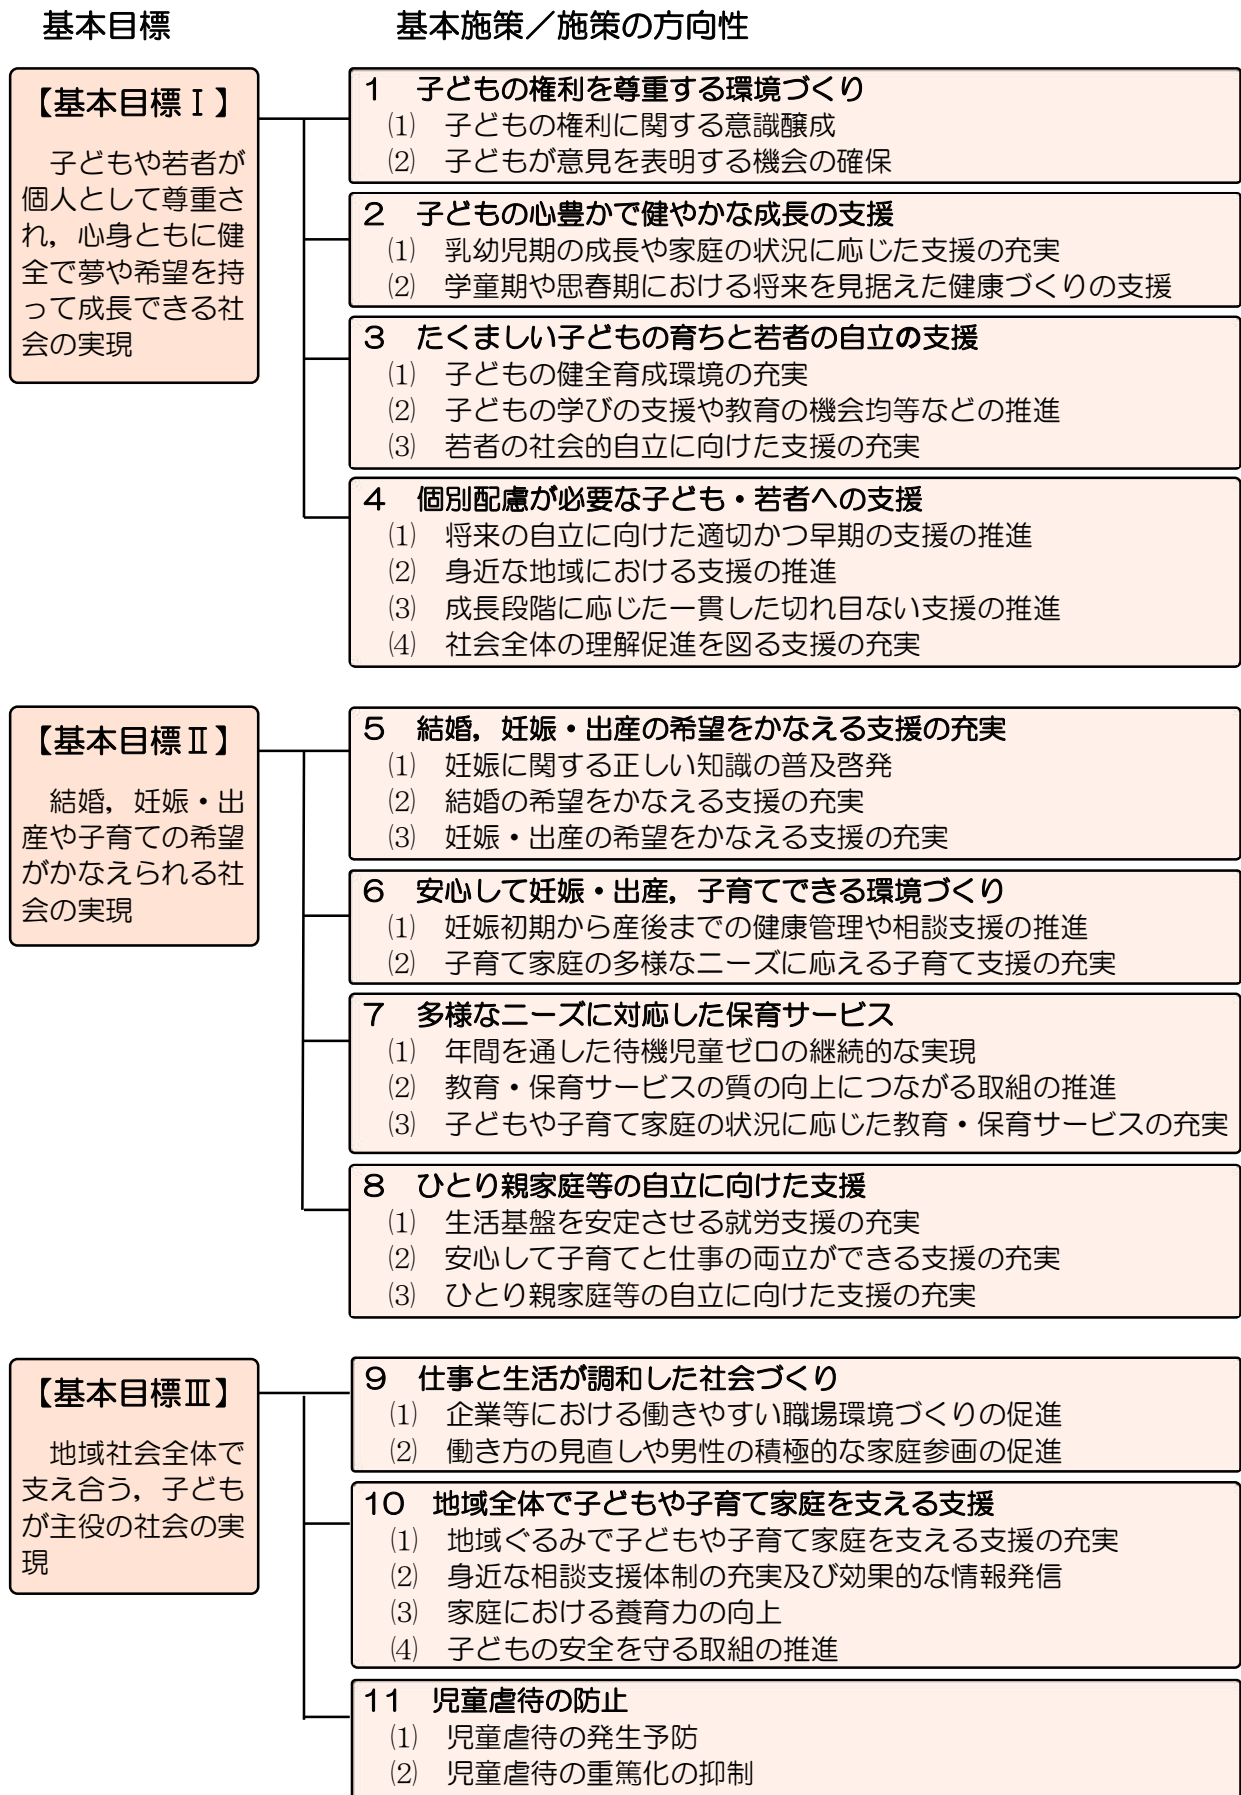 基本目標
基本施策／施策の方向性
【基本目標Ⅰ】
子どもや若者が
個人として尊重さ
れ，心身ともに健
全で夢や希望を持
って成長できる社
会の実現
1　子どもの権利を尊重する環境づくり
⑴　子どもの権利に関する意識醸成
⑵　子どもが意見を表明する機会の確保
2　子どもの心豊かで健やかな成長の支援
⑴　乳幼児期の成長や家庭の状況に応じた支援の充実
⑵　学童期や思春期における将来を見据えた健康づくりの支援
3　たくましい子どもの育ちと若者の自立の支援
⑴　子どもの健全育成環境の充実
⑵　子どもの学びの支援や教育の機会均等などの推進
⑶　若者の社会的自立に向けた支援の充実
4　個別配慮が必要な子ども・若者への支援
⑴　将来の自立に向けた適切かつ早期の支援の推進
⑵　身近な地域における支援の推進
⑶　成長段階に応じた一貫した切れ目ない支援の推進
⑷　社会全体の理解促進を図る支援の充実
【基本目標Ⅱ】
結婚，妊娠・出
産や子育ての希望
がかなえられる社
会の実現
5　結婚，妊娠・出産の希望をかなえる支援の充実
⑴　妊娠に関する正しい知識の普及啓発
⑵　結婚の希望をかなえる支援の充実
⑶　妊娠・出産の希望をかなえる支援の充実
6　安心して妊娠・出産，子育てできる環境づくり
⑴　妊娠初期から産後までの健康管理や相談支援の推進
⑵　子育て家庭の多様なニーズに応える子育て支援の充実
7　多様なニーズに対応した保育サービス
⑴　年間を通した待機児童ゼロの継続的な実現
⑵　教育・保育サービスの質の向上につながる取組の推進
⑶　子どもや子育て家庭の状況に応じた教育・保育サービスの充実
8　ひとり親家庭等の自立に向けた支援
⑴　生活基盤を安定させる就労支援の充実
⑵　安心して子育てと仕事の両立ができる支援の充実
⑶　ひとり親家庭等の自立に向けた支援の充実
【基本目標Ⅲ】
地域社会全体で
支え合う，子ども
が主役の社会の実
現
9　仕事と生活が調和した社会づくり
⑴　企業等における働きやすい職場環境づくりの促進
⑵　働き方の見直しや男性の積極的な家庭参画の促進
10　地域全体で子どもや子育て家庭を支える支援
⑴　地域ぐるみで子どもや子育て家庭を支える支援の充実
⑵　身近な相談支援体制の充実及び効果的な情報発信
⑶　家庭における養育力の向上
⑷　子どもの安全を守る取組の推進
11　児童虐待の防止
⑴　児童虐待の発生予防
⑵　児童虐待の重篤化の抑制